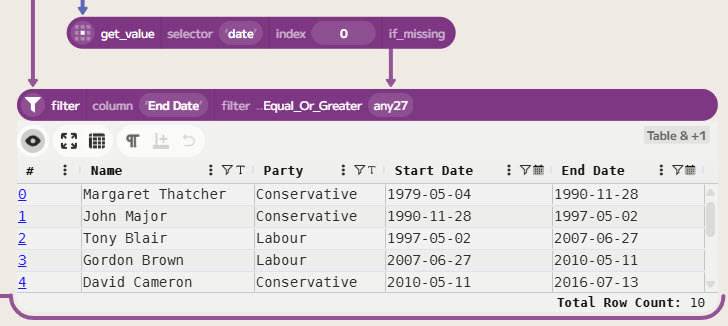 get_value selector 'date' index 0 if_missing
filter column 'End Date' filter ..Equal_Or_Greater any27
Table & +1
# Name T Party T Start Date End Date
0 Margaret Thatcher Conservative 1979-05-04 1990-11-28
1 John Major Conservative 1990-11-28 1997-05-02
2 Tony Blair Labour 1997-05-02 2007-06-27
3 Gordon Brown Labour 2007-06-27 2010-05-11
4 David Cameron Conservative 2010-05-11 2016-07-13
Total Row Count: 10